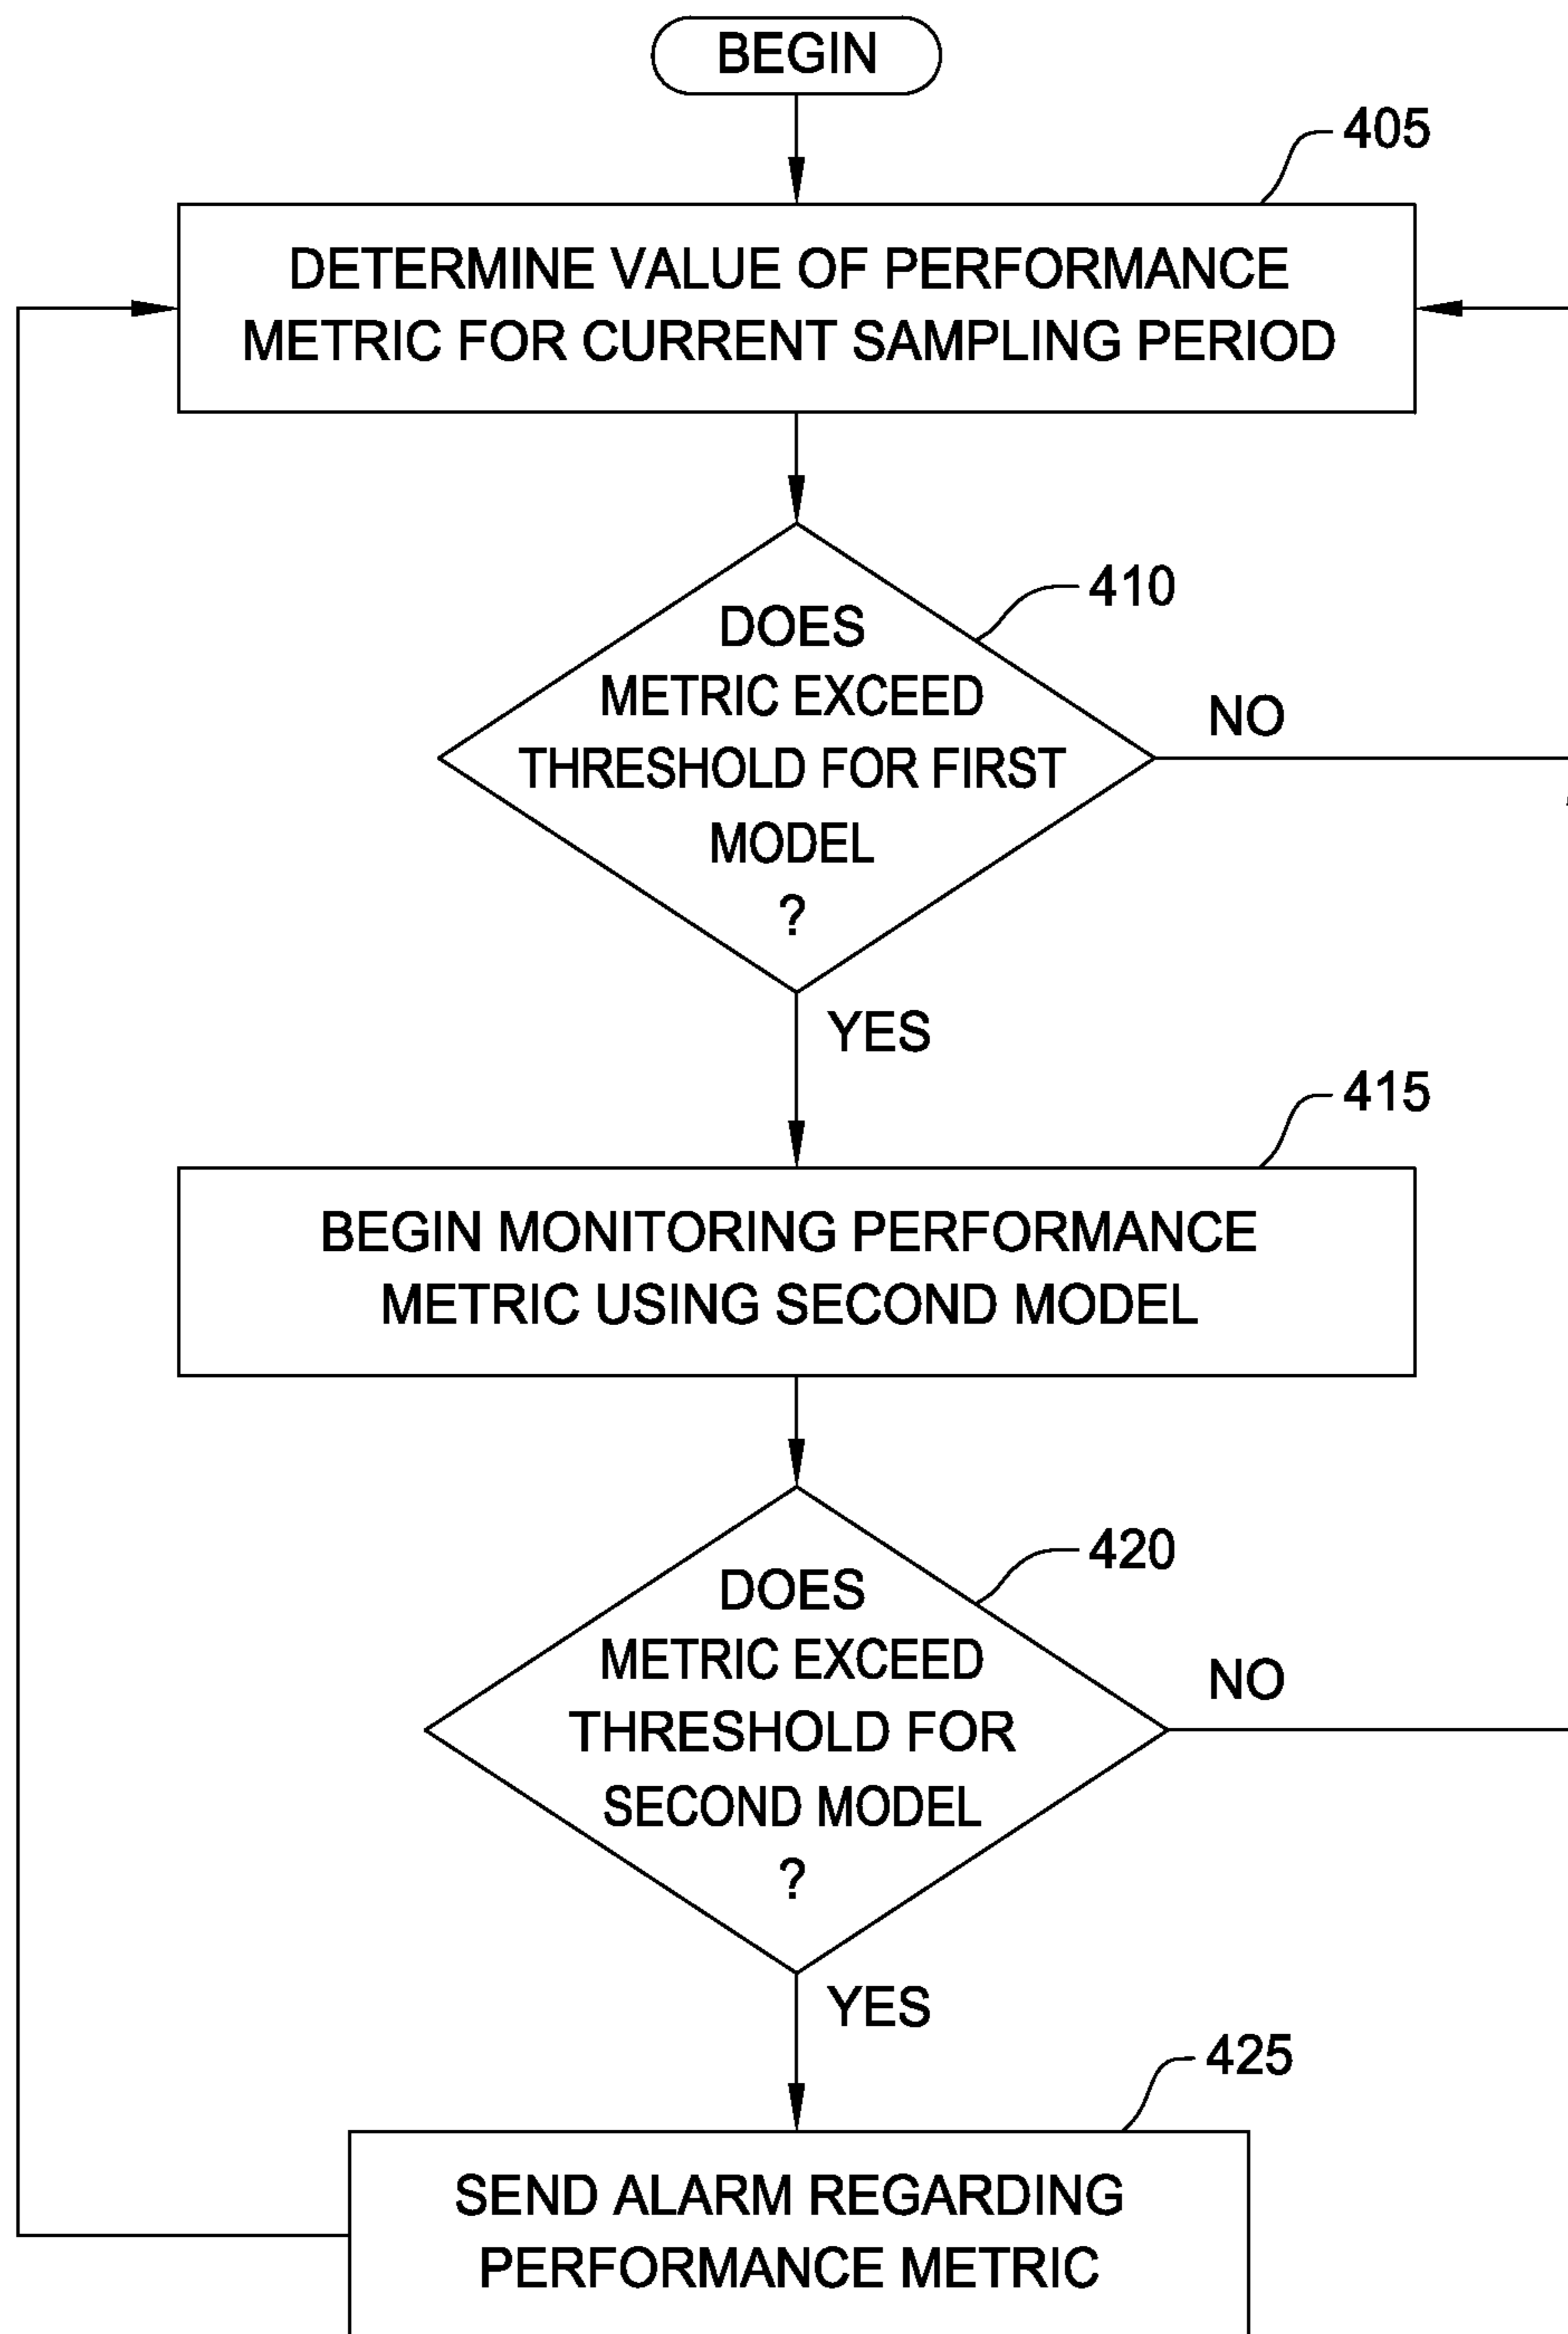 BEGIN
405
DETERMINE VALUE OF PERFORMANCE
METRIC FOR CURRENT SAMPLING PERIOD
410
DOES
METRIC EXCEED
THRESHOLD FOR FIRST
MODEL
?
NO
YES
415
BEGIN MONITORING PERFORMANCE
METRIC USING SECOND MODEL
420
DOES
METRIC EXCEED
THRESHOLD FOR
SECOND MODEL
?
NO
YES
425
SEND ALARM REGARDING
PERFORMANCE METRIC